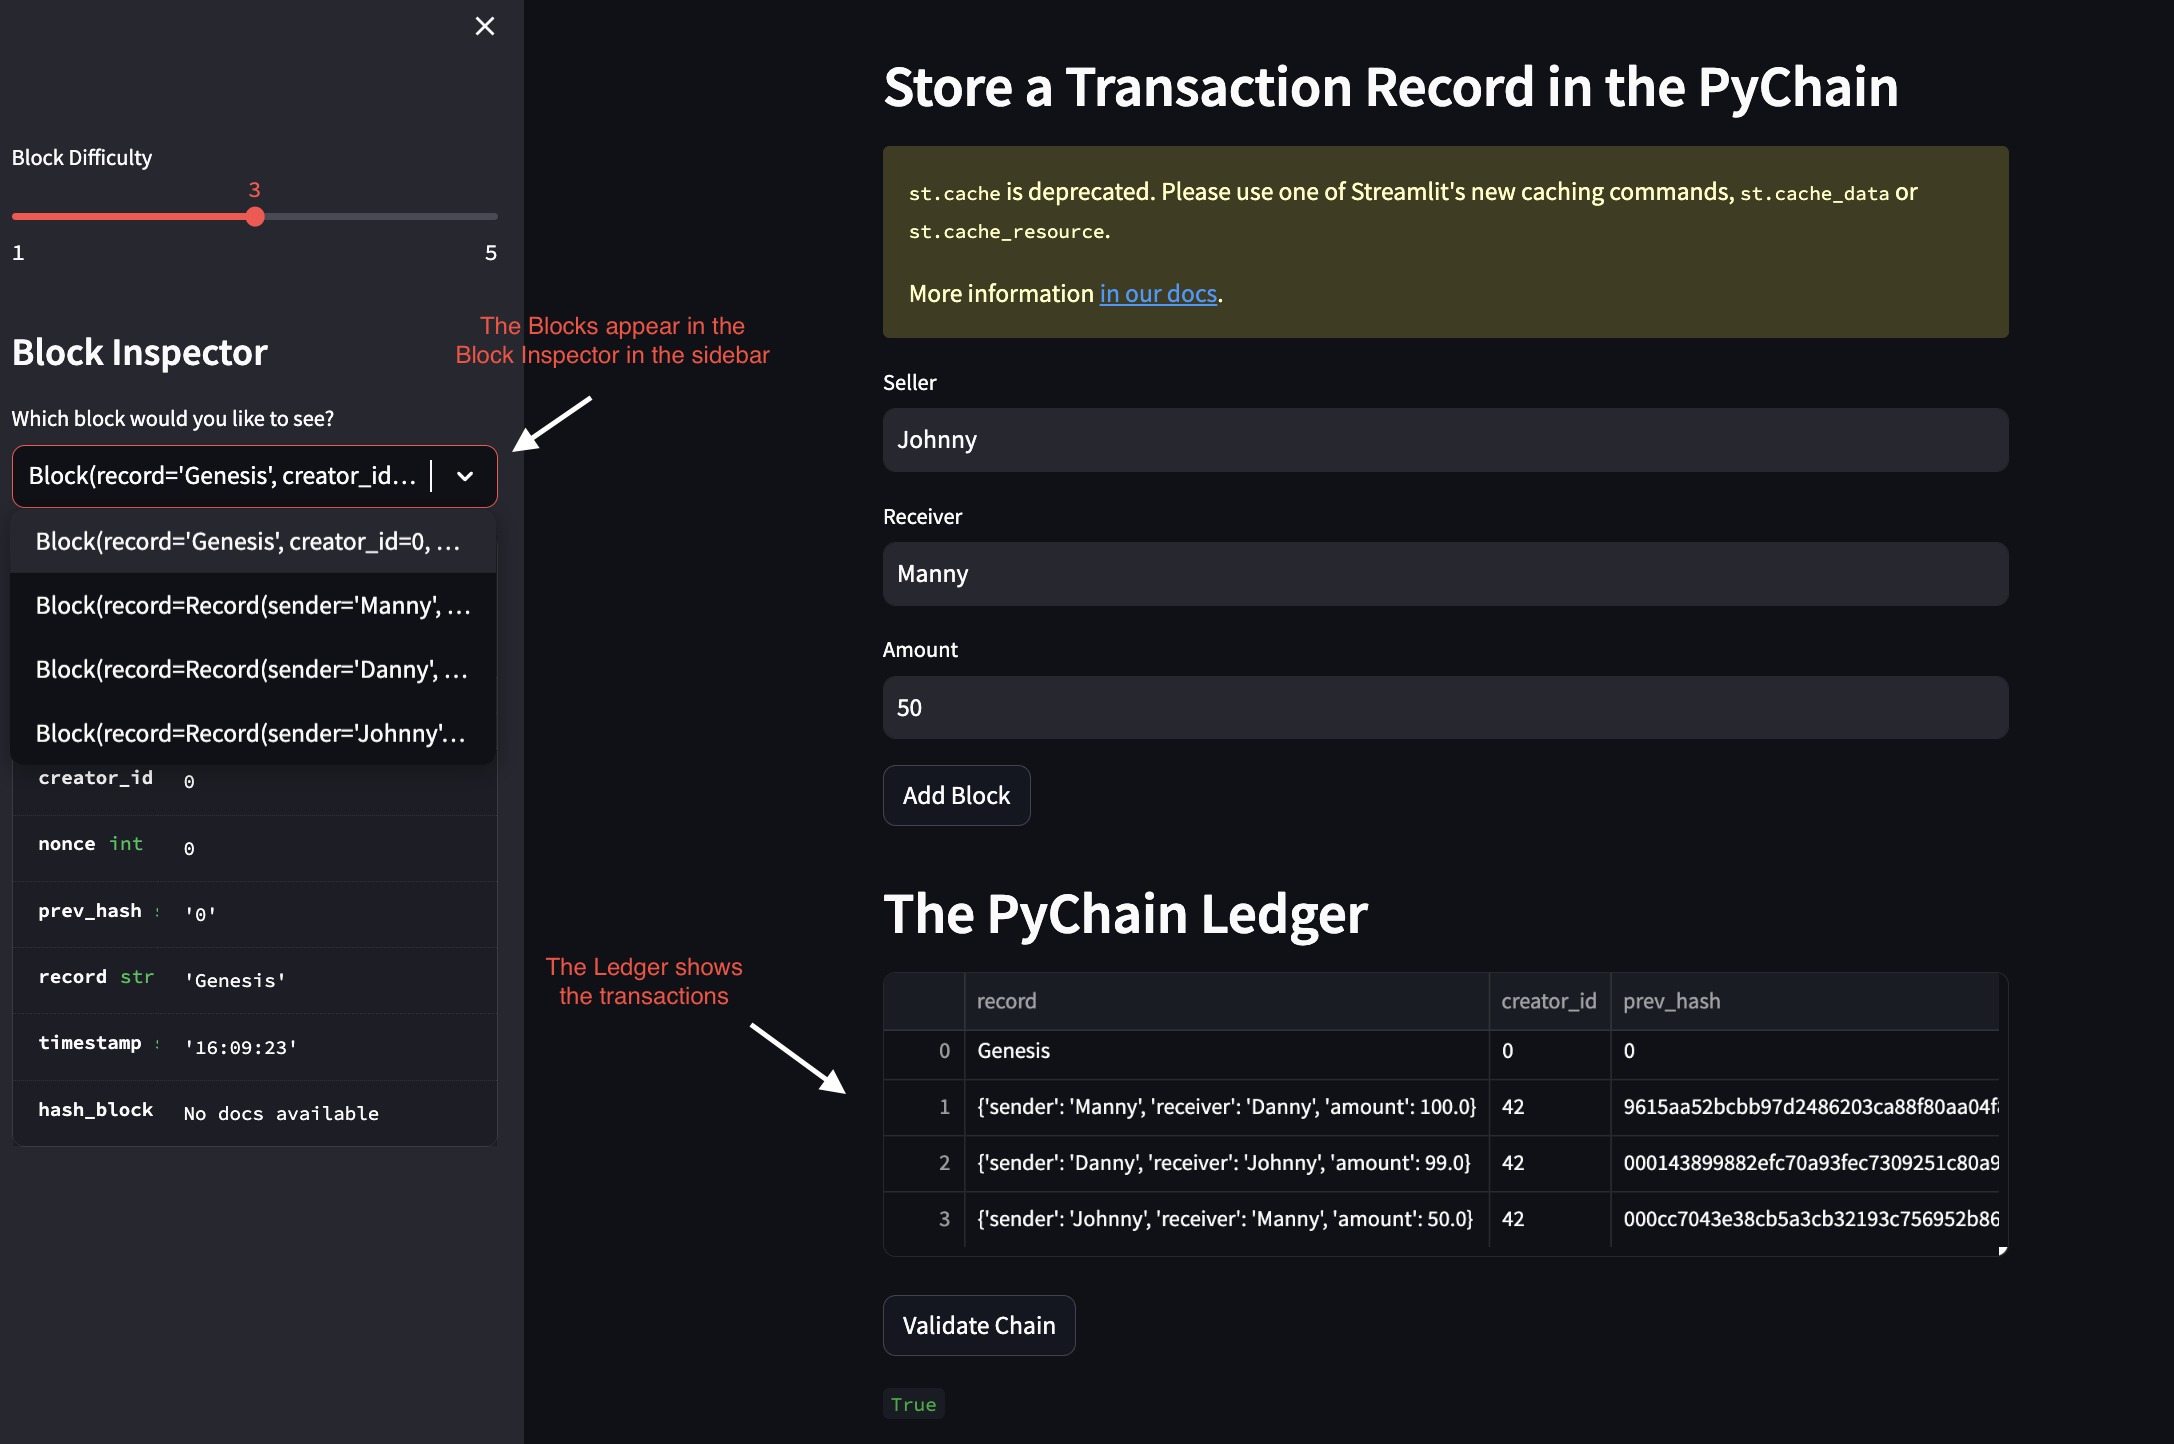 Block Difficulty
3
1 5
Block Inspector
Which block would you like to see?
Block(record='Genesis', creator_id...
Block(record='Genesis', creator_id=0, ...
Block(record=Record(sender='Manny', ...
Block(record=Record(sender='Danny', ...
Block(record=Record(sender='Johnny'...
creator_id 0
nonce int 0
prev_hash '0'
record str 'Genesis'
timestamp '16:09:23'
hash_block No docs available
The Blocks appear in the
Block Inspector in the sidebar
The Ledger shows
the transactions
Store a Transaction Record in the PyChain
st.cache is deprecated. Please use one of Streamlit's new caching commands, st.cache_data or
st.cache_resource.
More information in our docs.
Seller
Johnny
Receiver
Manny
Amount
50
Add Block
The PyChain Ledger
record creator_id prev_hash
0 Genesis 0 0
1 {'sender': 'Manny', 'receiver': 'Danny', 'amount': 100.0} 42 9615aa52bcbb97d2486203ca88f80aa04f
2 {'sender': 'Danny', 'receiver': 'Johnny', 'amount': 99.0} 42 000143899882efc70a93fec7309251c80a9
3 {'sender': 'Johnny', 'receiver': 'Manny', 'amount': 50.0} 42 000cc7043e38cb5a3cb32193c756952b86
Validate Chain
True